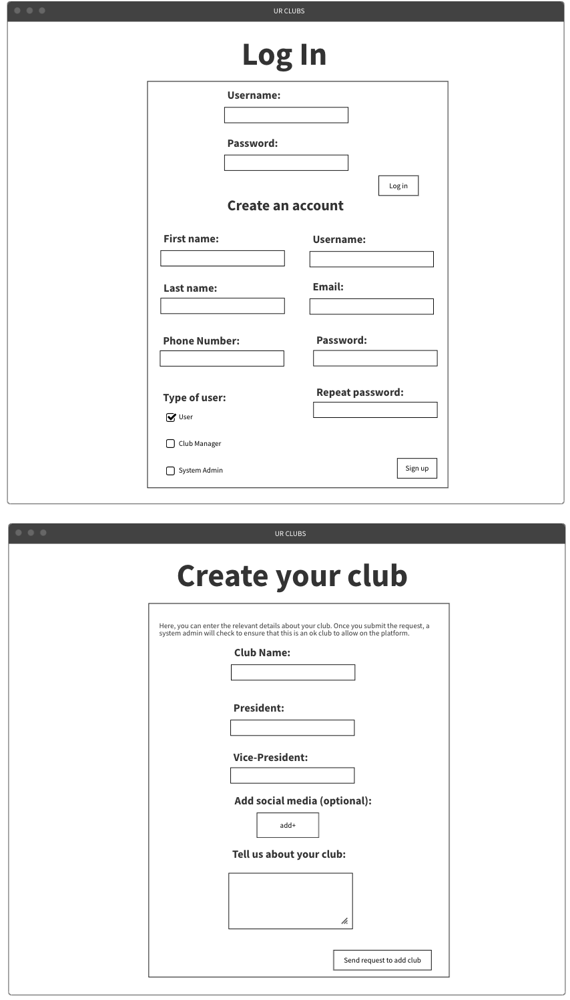 UR CLUBS
Log In
Username:
Password:
Log in
Create an account
First name:
Username:
Last name:
Email:
Phone Number:
Password:
Type of user:
Repeat password:
User
Club Manager
System Admin
Sign up
UR CLUBS
Create your club
Here, you can enter the relevant details about your club. Once you submit the request, a
system admin will check to ensure that this is an ok club to allow on the platform.
Club Name:
President:
Vice-President:
Add social media (optional):
add+
Tell us about your club:
Send request to add club